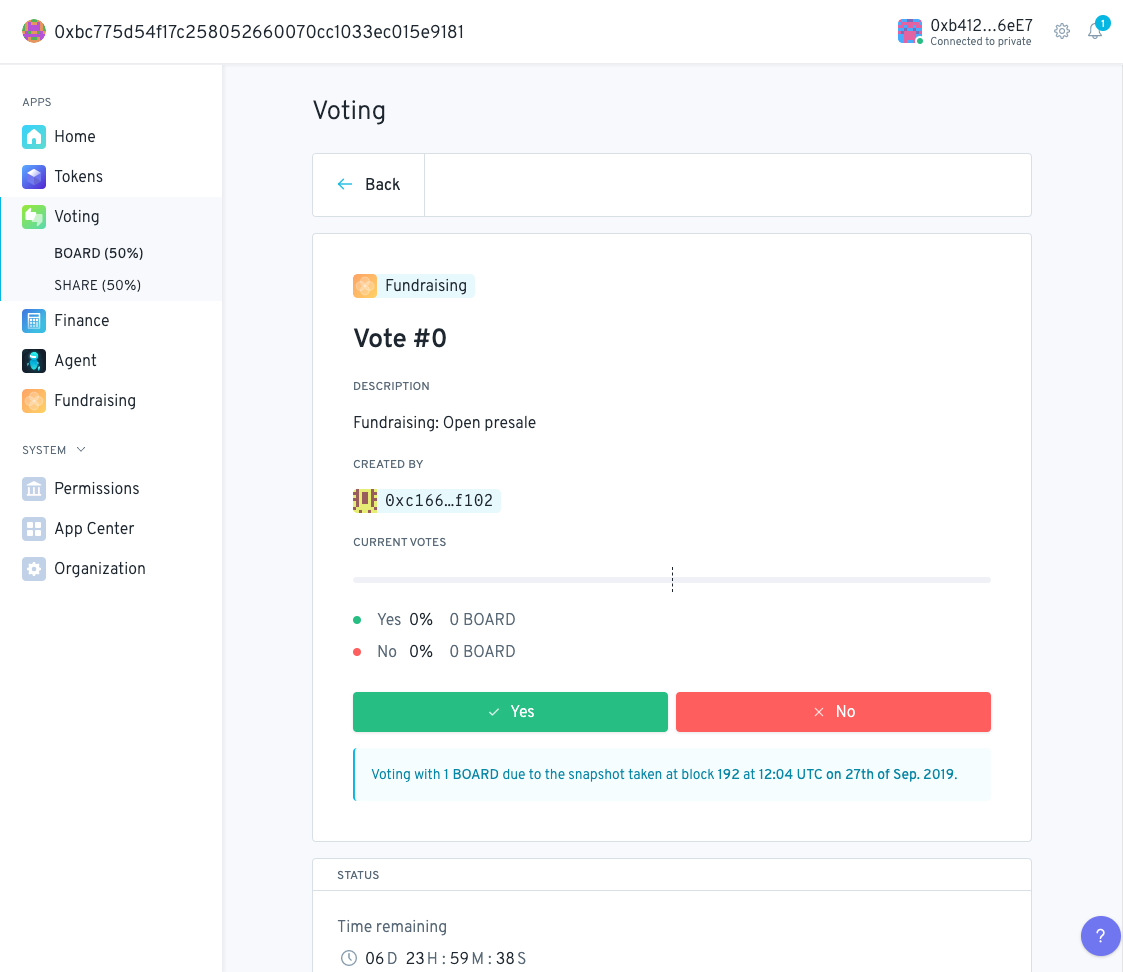 0xbc775d54f17c258052660070cc1033ec015e9181
0xb412…6eE7
Connected to private
1
APPS
Home
Tokens
Voting
BOARD (50%)
SHARE (50%)
Finance
Agent
Fundraising
SYSTEM
Permissions
App Center
Organization
Voting
Back
Fundraising
Vote #0
DESCRIPTION
Fundraising: Open presale
CREATED BY
0xc166…f102
CURRENT VOTES
Yes 0% 0 BOARD
No 0% 0 BOARD
Yes
No
Voting with 1 BOARD due to the snapshot taken at block 192 at 12:04 UTC on 27th of Sep. 2019.
STATUS
Time remaining
06 D 23 H : 59 M : 38 S
?